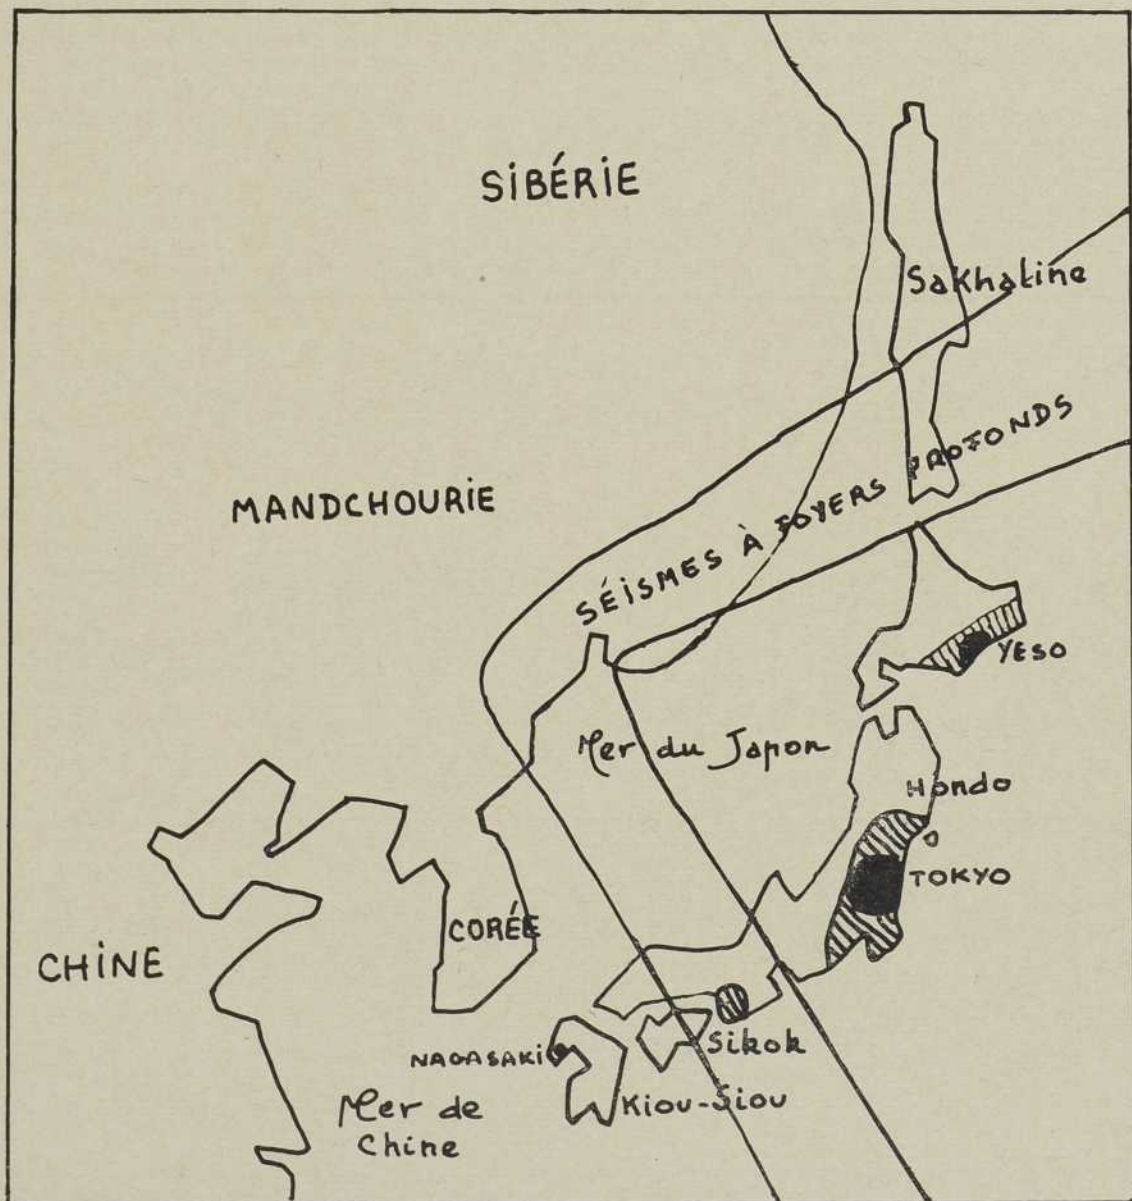 SIBÉRIE
Sakhaline
MANDCHOURIE
SÉISMES À FOYERS PROFONDS
YESO
Mer du Japon
Hondo
TOKYO
CORÉE
CHINE
Sikok
NAGASAKI
Kiou-Siou
Mer de
Chine